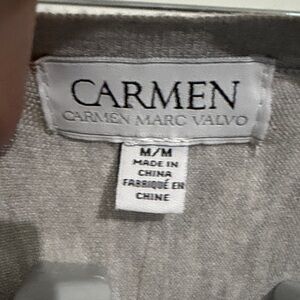 CARMEN
CARMEN MARC VALVO
M/M
MADE IN
CHINA
FABRIQUÉ EN
CHINE